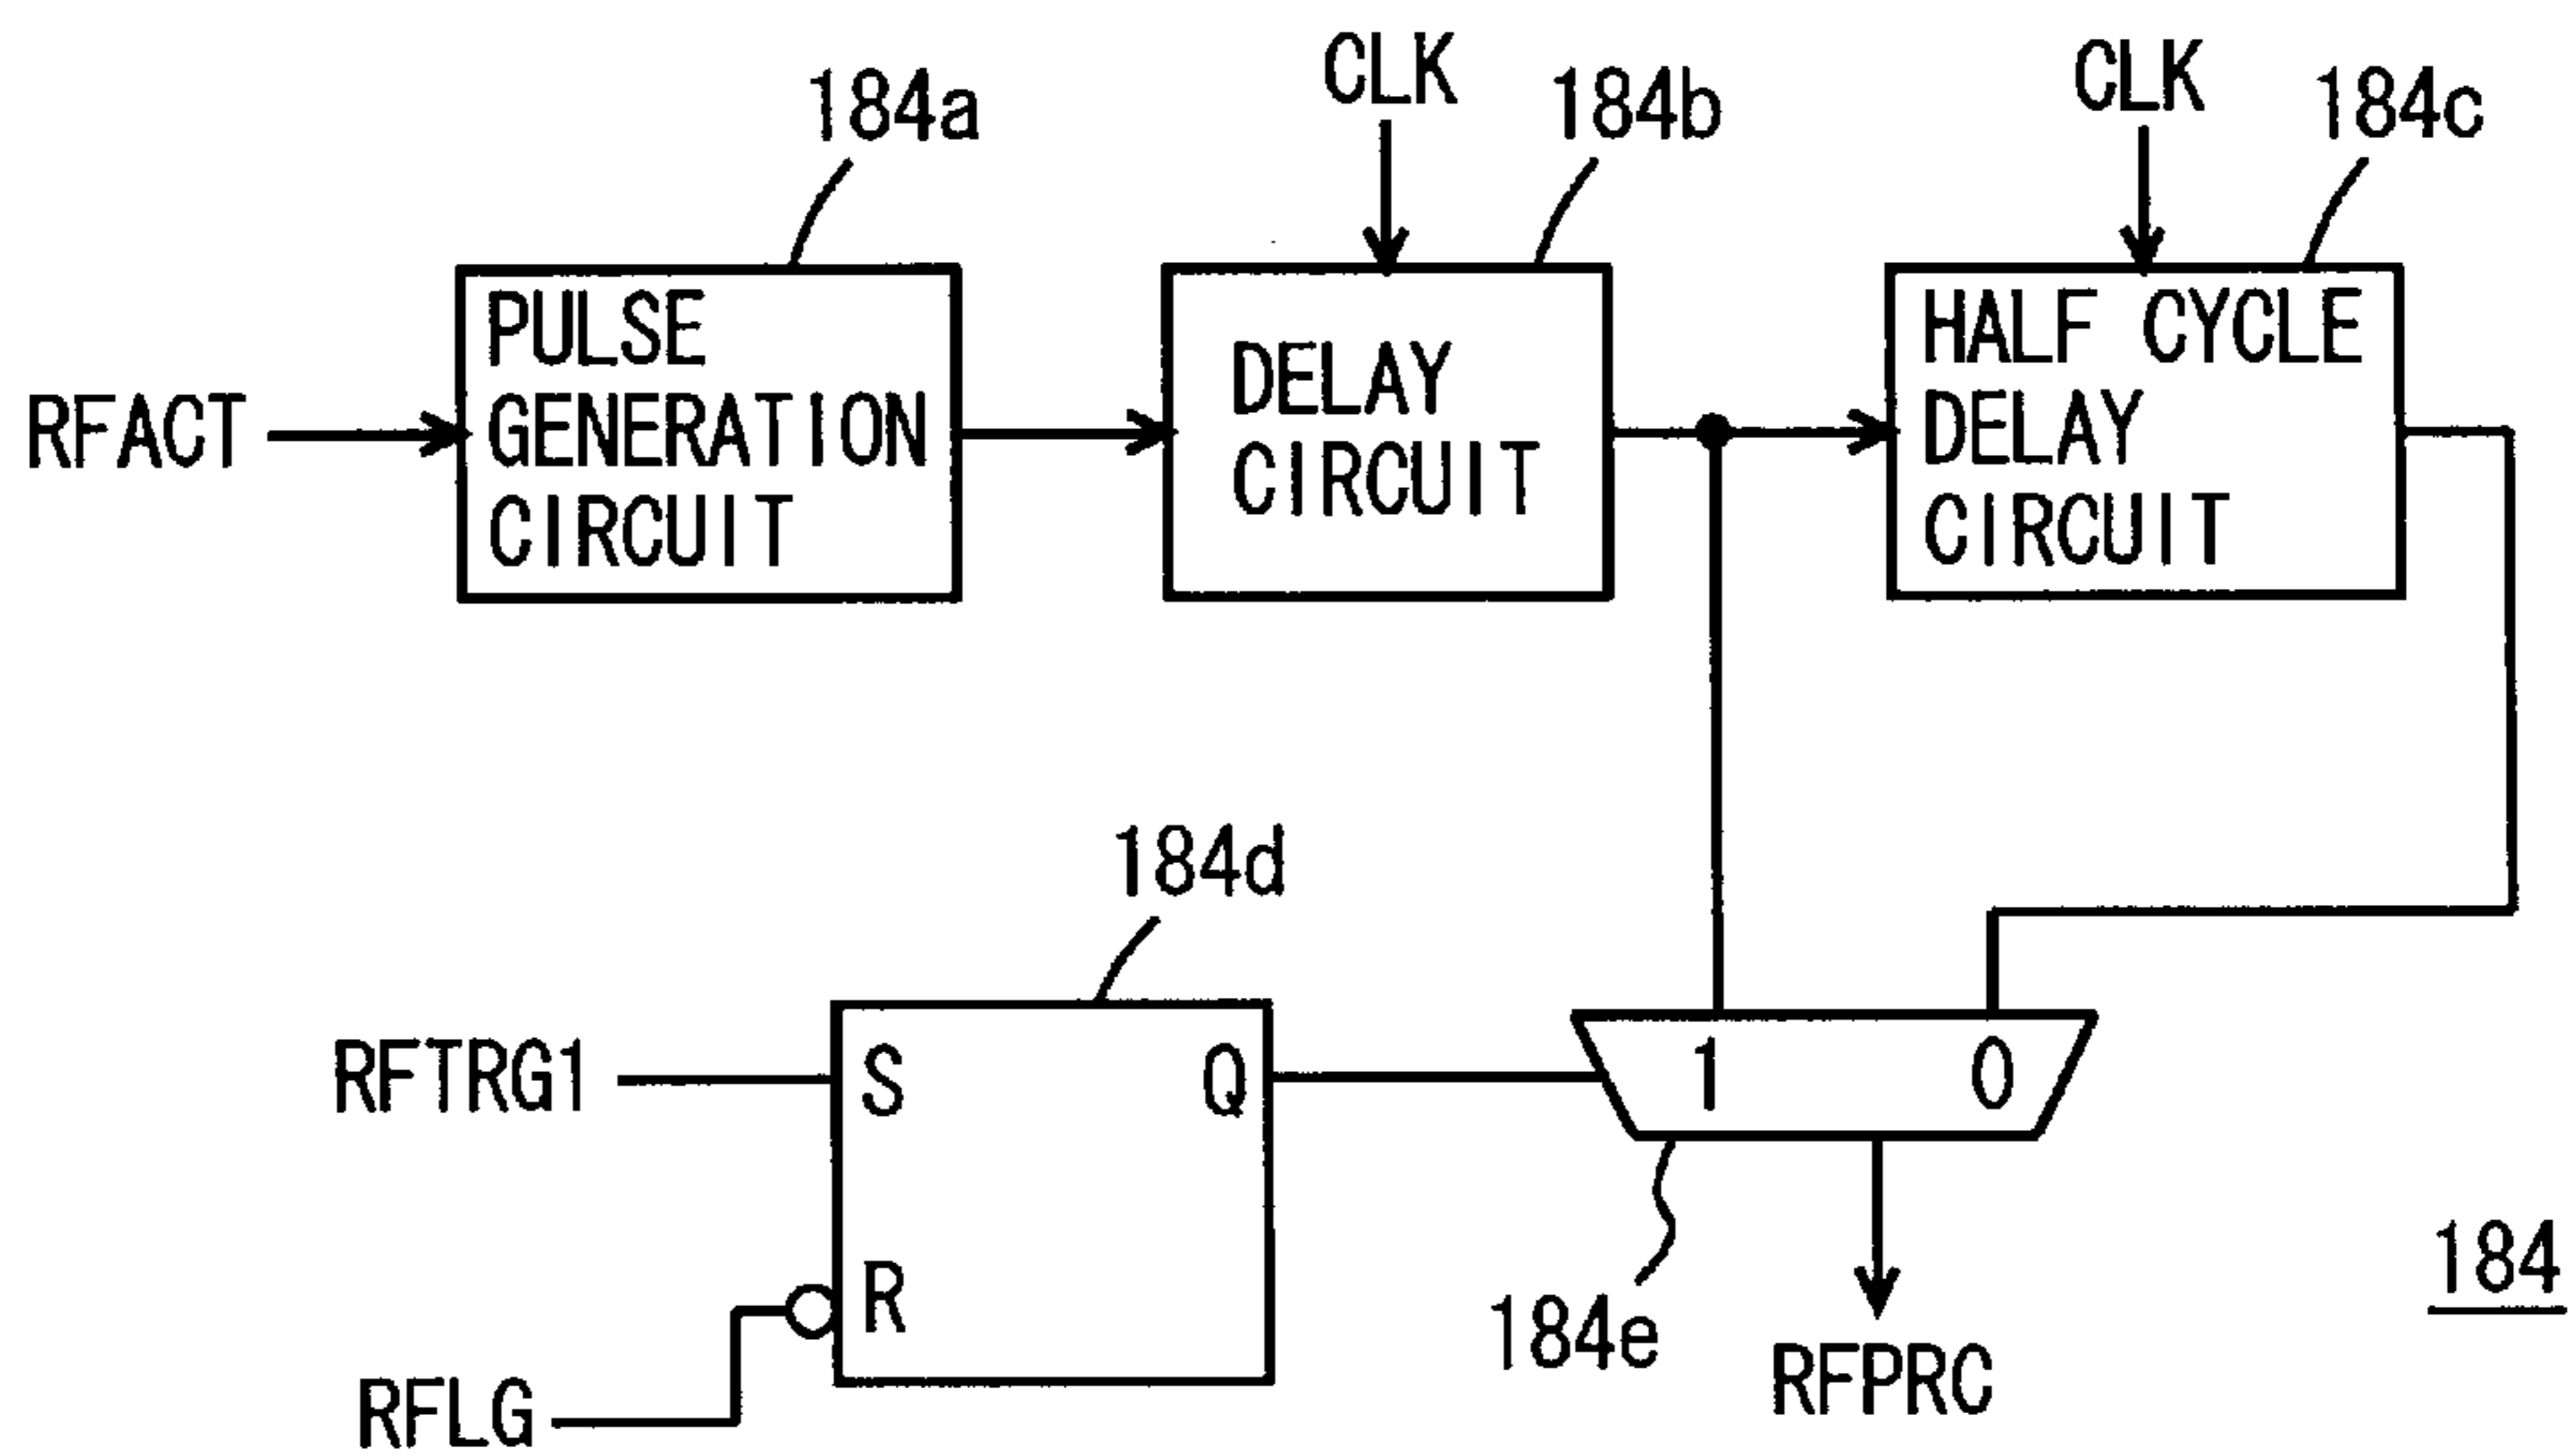 184a
CLK
184b
CLK
184c
RFACT
PULSE
GENERATION
CIRCUIT
DELAY
CIRCUIT
HALF CYCLE
DELAY
CIRCUIT
184d
RFTRG1
S
Q
1
0
R
RFLG
184e
RFPRC
184